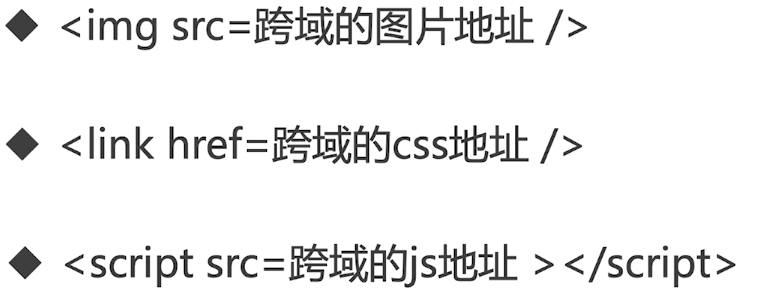 ◆ <img src=跨域的图片地址 />
◆ <link href=跨域的css地址 />
◆ <script src=跨域的js地址 ></script>